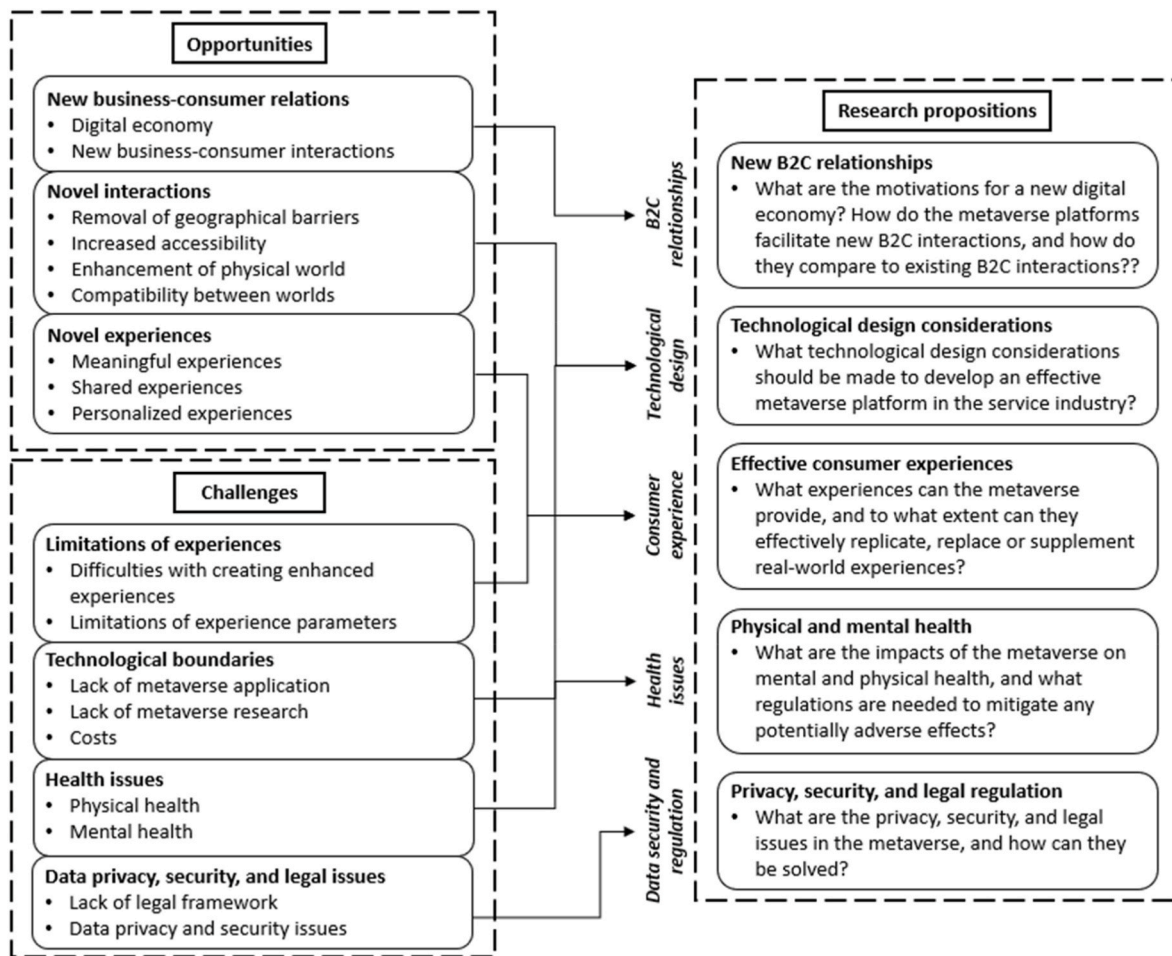 Opportunities
New business-consumer relations
• Digital economy
• New business-consumer interactions
Novel interactions
• Removal of geographical barriers
• Increased accessibility
• Enhancement of physical world
• Compatibility between worlds
Novel experiences
• Meaningful experiences
• Shared experiences
• Personalized experiences
Challenges
Limitations of experiences
• Difficulties with creating enhanced
experiences
• Limitations of experience parameters
Technological boundaries
• Lack of metaverse application
• Lack of metaverse research
• Costs
Health issues
• Physical health
• Mental health
Data privacy, security, and legal issues
• Lack of legal framework
• Data privacy and security issues
B2C
relationships
Technological
design
Consumer
experience
Health
issues
Data security and
regulation
Research propositions
New B2C relationships
• What are the motivations for a new digital
economy? How do the metaverse platforms
facilitate new B2C interactions, and how do
they compare to existing B2C interactions??
Technological design considerations
• What technological design considerations
should be made to develop an effective
metaverse platform in the service industry?
Effective consumer experiences
• What experiences can the metaverse
provide, and to what extent can they
effectively replicate, replace or supplement
real-world experiences?
Physical and mental health
• What are the impacts of the metaverse on
mental and physical health, and what
regulations are needed to mitigate any
potentially adverse effects?
Privacy, security, and legal regulation
• What are the privacy, security, and legal
issues in the metaverse, and how can they
be solved?